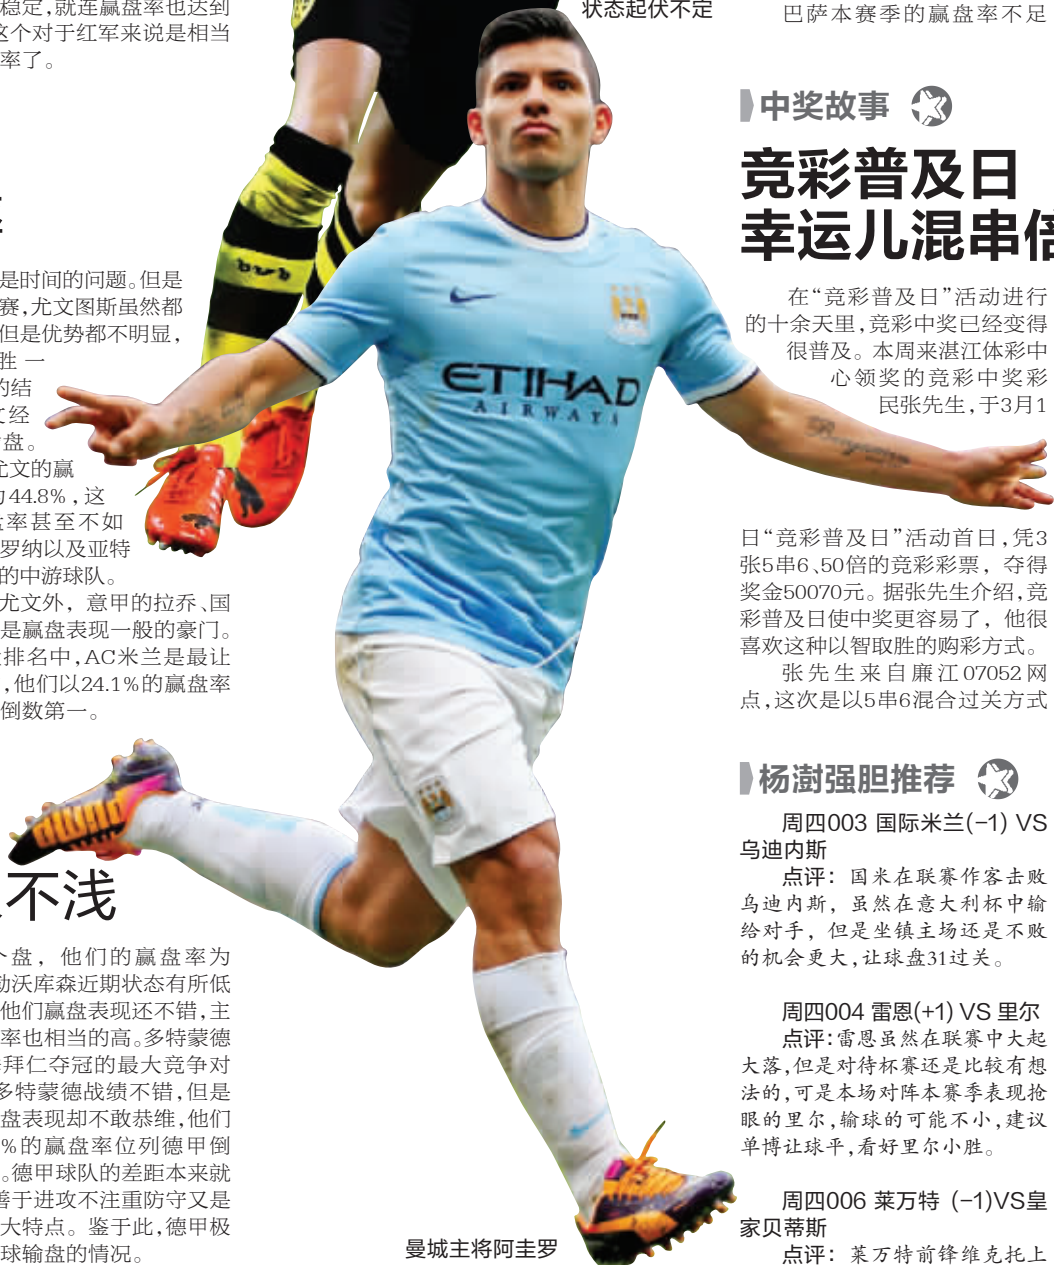 稳定,就连赢盘率也达到
这个对于红军来说是相当
率了。
是时间的问题。但是
赛,尤文图斯虽然都
但是优势都不明显,
胜 一
的结
文经
盘。
尤文的赢
为44.8%,这
盘率甚至不如
罗纳以及亚特
的中游球队。
尤文外, 意甲的拉乔、国
是赢盘表现一般的豪门。
排名中,AC米兰是最让
,他们以24.1%的赢盘率
倒数第一。
不浅
个盘, 他们的赢盘率为
勒沃库森近期状态有所低
他们赢盘表现还不错,主
率也相当的高。多特蒙德
拜仁夺冠的最大竞争对
多特蒙德战绩不错,但是
盘表现却不敢恭维,他们
%的赢盘率位列德甲倒
。德甲球队的差距本来就
善于进攻不注重防守又是
大特点。鉴于此,德甲极
球输盘的情况。
状态起伏不定
bvb
ETIHAD
AIRWAYS
曼城主将阿圭罗
巴萨本赛季的赢盘率不足
中奖故事
竞彩普及日
幸运儿混串倍
在“竞彩普及日”活动进行
的十余天里,竞彩中奖已经变得
很普及。本周来湛江体彩中
心领奖的竞彩中奖彩
民张先生,于3月1
日“竞彩普及日”活动首日,凭3
张5串6、50倍的竞彩彩票, 夺得
奖金50070元。据张先生介绍,竞
彩普及日使中奖更容易了, 他很
喜欢这种以智取胜的购彩方式。
张先生来自廉江07052网
点,这次是以5串6混合过关方式
杨澍强胆推荐
周四003 国际米兰(-1) VS
乌迪内斯
点评: 国米在联赛作客击败
乌迪内斯, 虽然在意大利杯中输
给对手, 但是坐镇主场还是不败
的机会更大,让球盘31过关。
周四004 雷恩(+1) VS 里尔
点评:雷恩虽然在联赛中大起
大落,但是对待杯赛还是比较有想
法的,可是本场对阵本赛季表现抢
眼的里尔,输球的可能不小,建议
单博让球平,看好里尔小胜。
周四006 莱万特 (-1)VS皇
家贝蒂斯
点评: 莱万特前锋维克托上